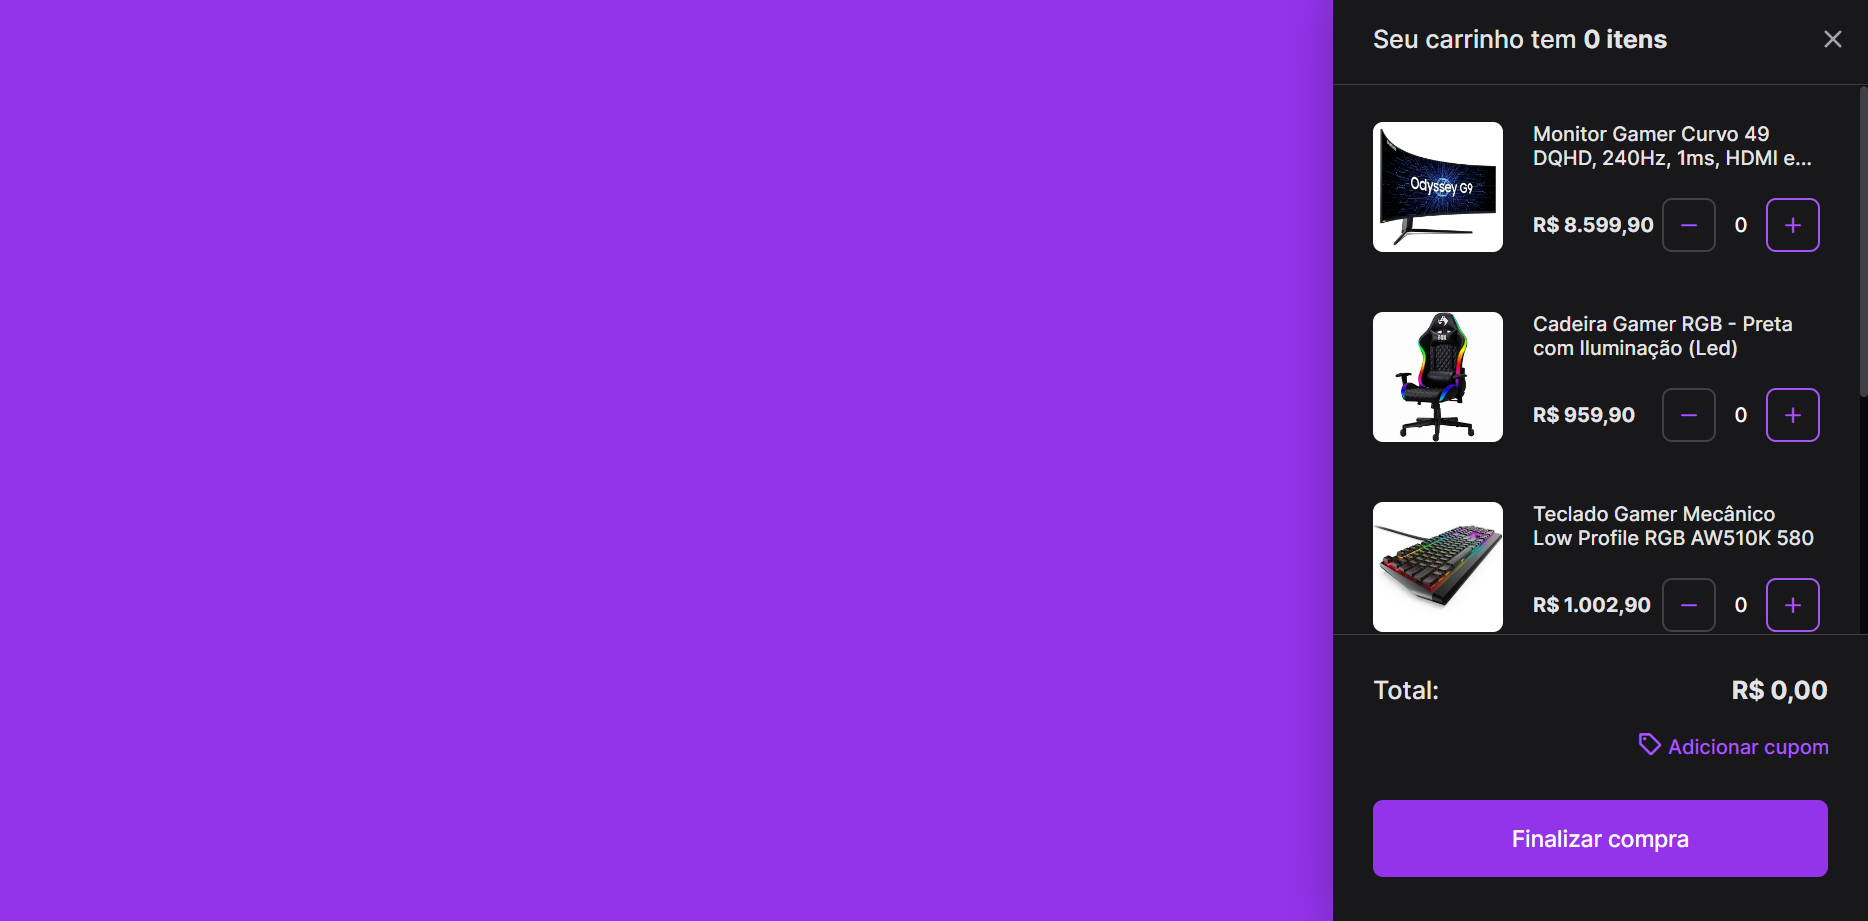 Seu carrinho tem 0 itens
Monitor Gamer Curvo 49
DQHD, 240Hz, 1ms, HDMI e...
Odyssey G9
R$ 8.599,90
0
Cadeira Gamer RGB - Preta
com Iluminação (Led)
R$ 959,90
0
Teclado Gamer Mecânico
Low Profile RGB AW510K 580
R$ 1.002,90
0
Total:
R$ 0,00
Adicionar cupom
Finalizar compra